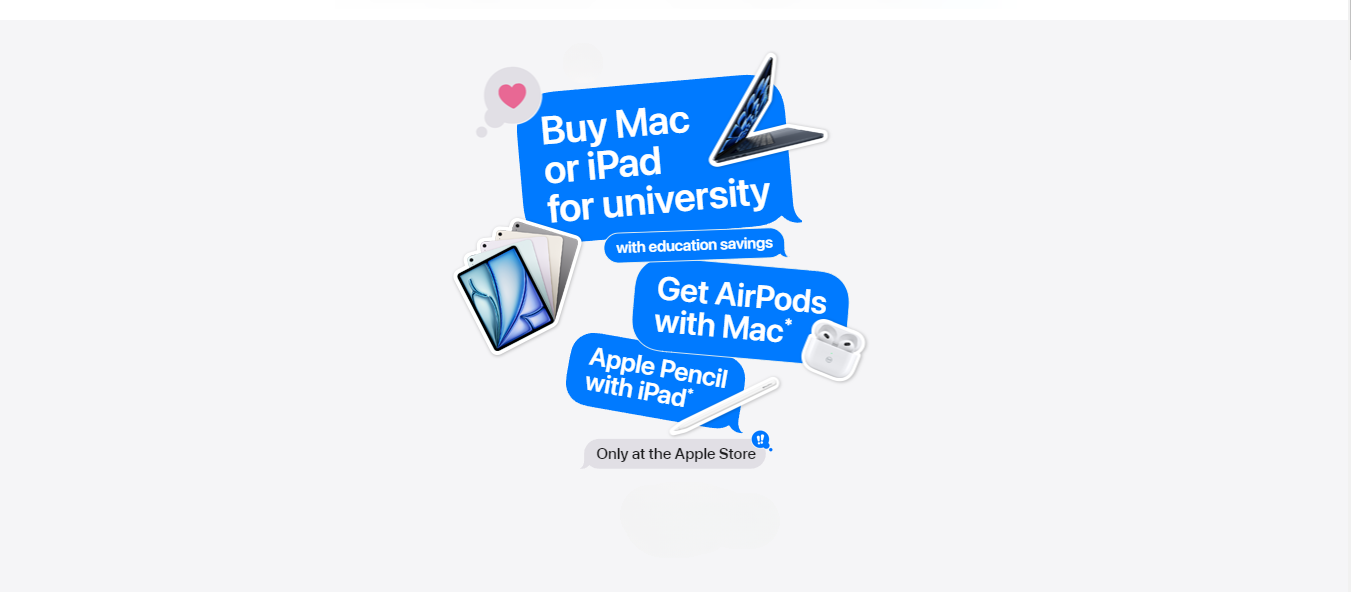 Buy Mac
or iPad
for university
with education savings
Get AirPods
with Mac*
Apple Pencil
with iPad*
!!
Only at the Apple Store